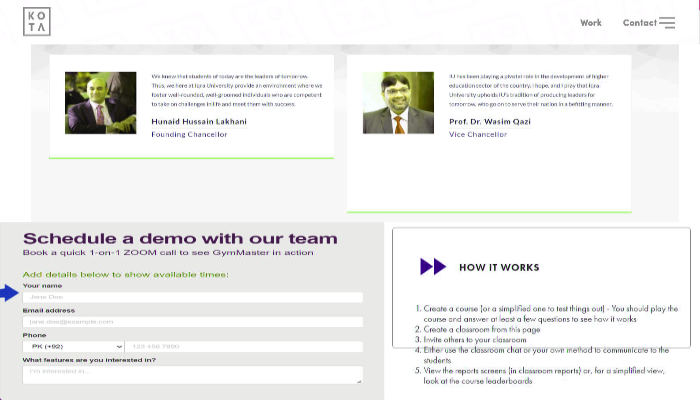 KO
TA
Work
Contact
We know that students of today are the leaders of tomorrow.
Thus, we here at Iqra University provide an environment where we
foster well-rounded, well-groomed individuals who are competent
to take on challenges in life and meet them with success.
Hunaid Hussain Lakhani
Founding Chancellor
IU has been playing a pivotal role in the development of higher
education sector of the country. I hope, and I pray that Iqra
University upholds IU's tradition of producing leaders for
tomorrow, who go on to serve their nation in a befitting manner.
Prof. Dr. Wasim Qazi
Vice Chancellor
Schedule a demo with our team
Book a quick 1-on-1 ZOOM call to see GymMaster in action
Add details below to show available times:
Your name
Jane Doe
Email address
jane.doe@example.com
Phone
PK (+92)
123 456 7890
What features are you interested in?
I'm interested in...
HOW IT WORKS
1. Create a course (or a simplified one to test things out) - You should play the
course and answer at least a few questions to see how it works
2. Create a classroom from this page
3. Invite others to your classroom
4. Either use the classroom chat or your own method to communicate to the
students
5. View the reports screens (in classroom reports) or, for a simplified view,
look at the course leaderboards